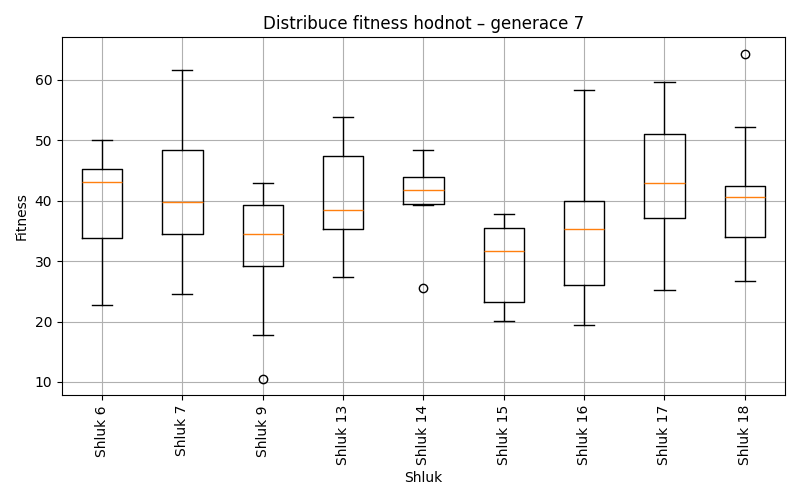 Distribuce fitness hodnot – generace 7
Fitness
60
50
40
30
20
10
Shluk 6
Shluk 7
Shluk 9
Shluk 13
Shluk 14
Shluk 15
Shluk 16
Shluk 17
Shluk 18
Shluk